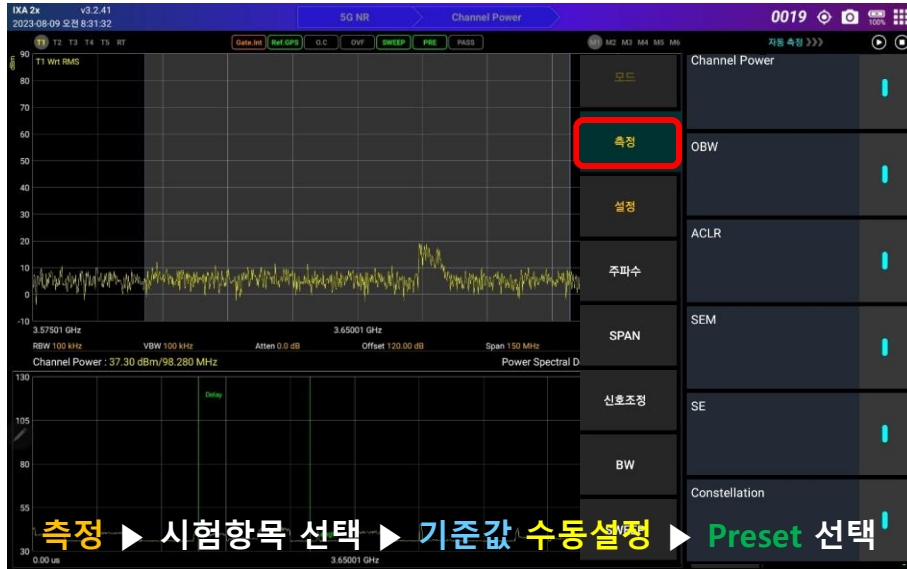 IXA 2x v3.2.41
2023-08-09 오전 8:31:32
5G NR
Channel Power
0019
100%
T1 T2 T3 T4 T5 RT
Gate.Int Ref.GPS O.C OVF SWEEP PRE PASS
M1 M2 M3 M4 M5 M6
자동 측정 >>>
dBm
90
T1 Wrt RMS
80
70
60
50
40
30
20
10
0
-10
3.57501 GHz
3.65001 GHz
RBW 100 kHz VBW 100 kHz Atten 0.0 dB Offset 120.00 dB Span 150 MHz
Channel Power : 37.30 dBm/98.280 MHz
Power Spectral D
130
Delay
105
80
55
30
0.00 us
3.65001 GHz
모드
측정
설정
주파수
SPAN
신호조정
BW
SWEEP
Channel Power
OBW
ACLR
SEM
SE
Constellation
측정 ▶ 시험항목 선택 ▶ 기준값 수동설정 ▶ Preset 선택